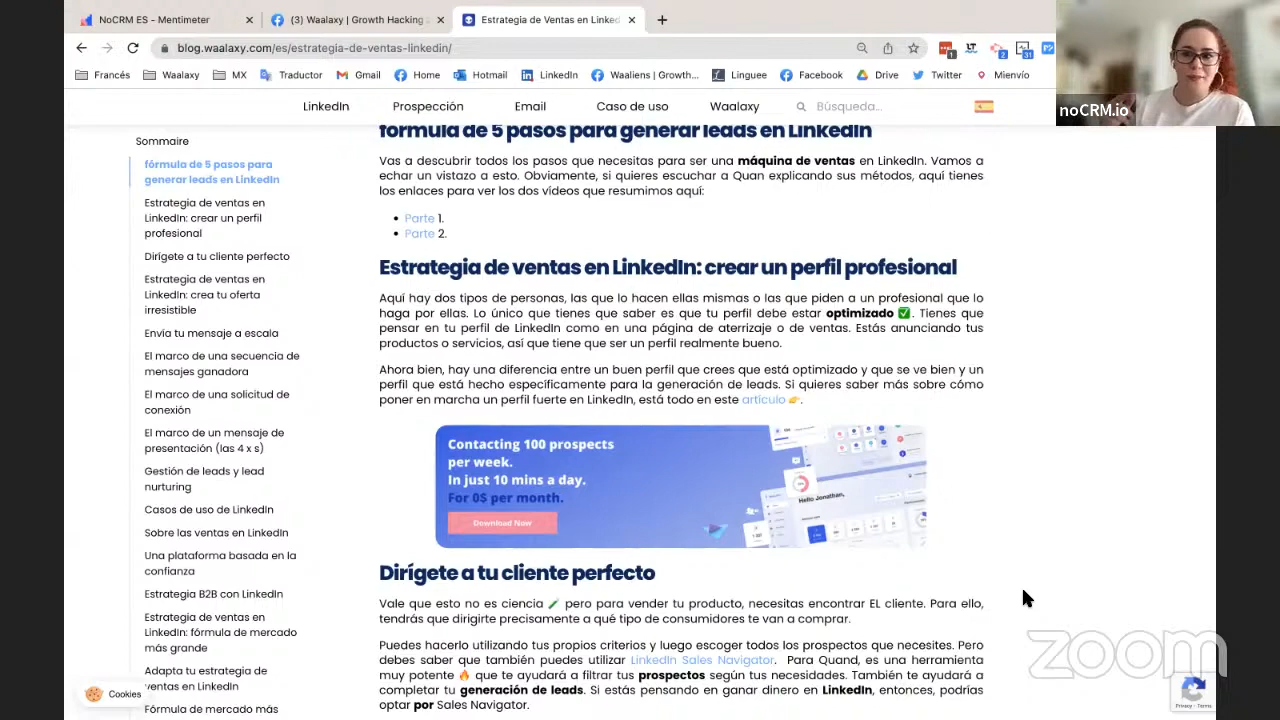 NoCRM ES - Mentimeter
(3) Waalaxy | Growth Hacking
Estrategia de Ventas en Linked
blog.waalaxy.com/es/estrategia-de-ventas-linkedin/
Francés
Waalaxy
MX
Traductor
Gmail
Home
Hotmail
LinkedIn
Waaliens | Growth...
Linguee
Facebook
Drive
Twitter
Mienvío
noCRM.io
LinkedIn
Prospección
Email
Caso de uso
Waalaxy
Búsqueda...
Sommaire
fórmula de 5 pasos para
generar leads en LinkedIn
Estrategia de ventas en
LinkedIn: crear un perfil
profesional
Dirígete a tu cliente perfecto
Estrategia de ventas en
LinkedIn: crea tu oferta
irresistible
Envía tu mensaje a escala
El marco de una secuencia de
mensajes ganadora
El marco de una solicitud de
conexión
El marco de un mensaje de
presentación (las 4 x s)
Gestión de leads y lead
nurturing
Casos de uso de LinkedIn
Sobre las ventas en LinkedIn
Una plataforma basada en la
confianza
Estrategia B2B con LinkedIn
Estrategia de ventas en
LinkedIn: fórmula de mercado
más grande
Adapta tu estrategia de
ventas en LinkedIn
Fórmula de mercado más
Cookies
fórmula de 5 pasos para generar leads en LinkedIn
Vas a descubrir todos los pasos que necesitas para ser una máquina de ventas en LinkedIn. Vamos a
echar un vistazo a esto. Obviamente, si quieres escuchar a Quan explicando sus métodos, aquí tienes
los enlaces para ver los dos vídeos que resumimos aquí:
Parte 1.
Parte 2.
Estrategia de ventas en LinkedIn: crear un perfil profesional
Aquí hay dos tipos de personas, las que lo hacen ellas mismas o las que piden a un profesional que lo
haga por ellas. Lo único que tienes que saber es que tu perfil debe estar optimizado ✅. Tienes que
pensar en tu perfil de LinkedIn como en una página de aterrizaje o de ventas. Estás anunciando tus
productos o servicios, así que tiene que ser un perfil realmente bueno.
Ahora bien, hay una diferencia entre un buen perfil que crees que está optimizado y que se ve bien y un
perfil que está hecho específicamente para la generación de leads. Si quieres saber más sobre cómo
poner en marcha un perfil fuerte en LinkedIn, está todo en este artículo 👉.
Contacting 100 prospects
per week.
In just 10 mins a day.
For 0$ per month.
Download Now
Hello Jonathan,
Dirígete a tu cliente perfecto
Vale que esto no es ciencia 🧪 pero para vender tu producto, necesitas encontrar EL cliente. Para ello,
tendrás que dirigirte precisamente a qué tipo de consumidores te van a comprar.
Puedes hacerlo utilizando tus propios criterios y luego escoger todos los prospectos que necesites. Pero
debes saber que también puedes utilizar LinkedIn Sales Navigator. Para Quand, es una herramienta
muy potente 🔥 que te ayudará a filtrar tus prospectos según tus necesidades. También te ayudará a
completar tu generación de leads. Si estás pensando en ganar dinero en LinkedIn, entonces, podrías
optar por Sales Navigator.
zoom
Privacy - Terms